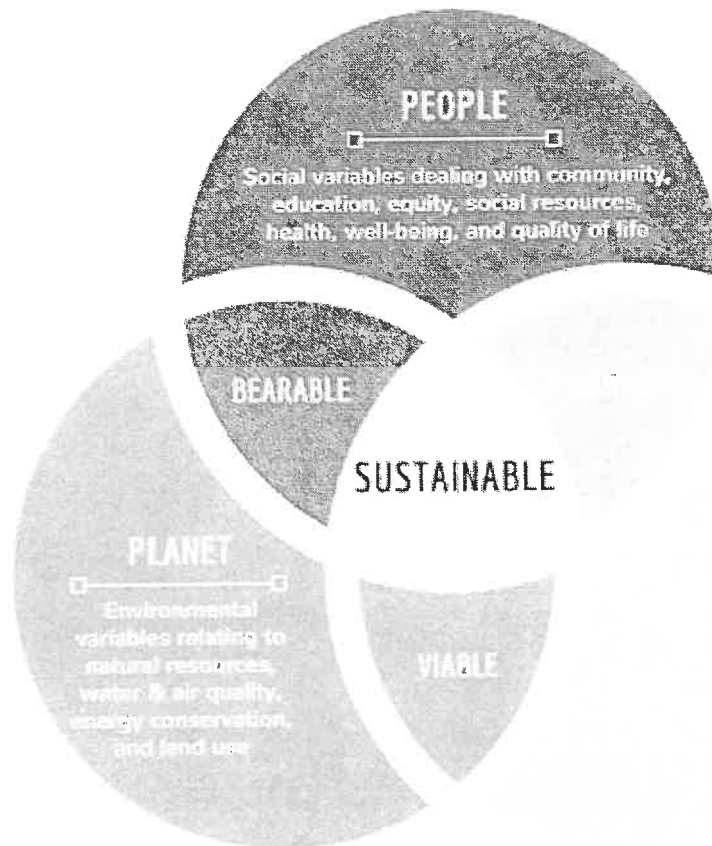 PEOPLE
Social variables dealing with community,
education, equity, social resources,
health, well-being, and quality of life
BEARABLE
SUSTAINABLE
PLANET
Environmental
variables relating to
natural resources,
water & air quality,
energy conservation,
and land use
VIABLE